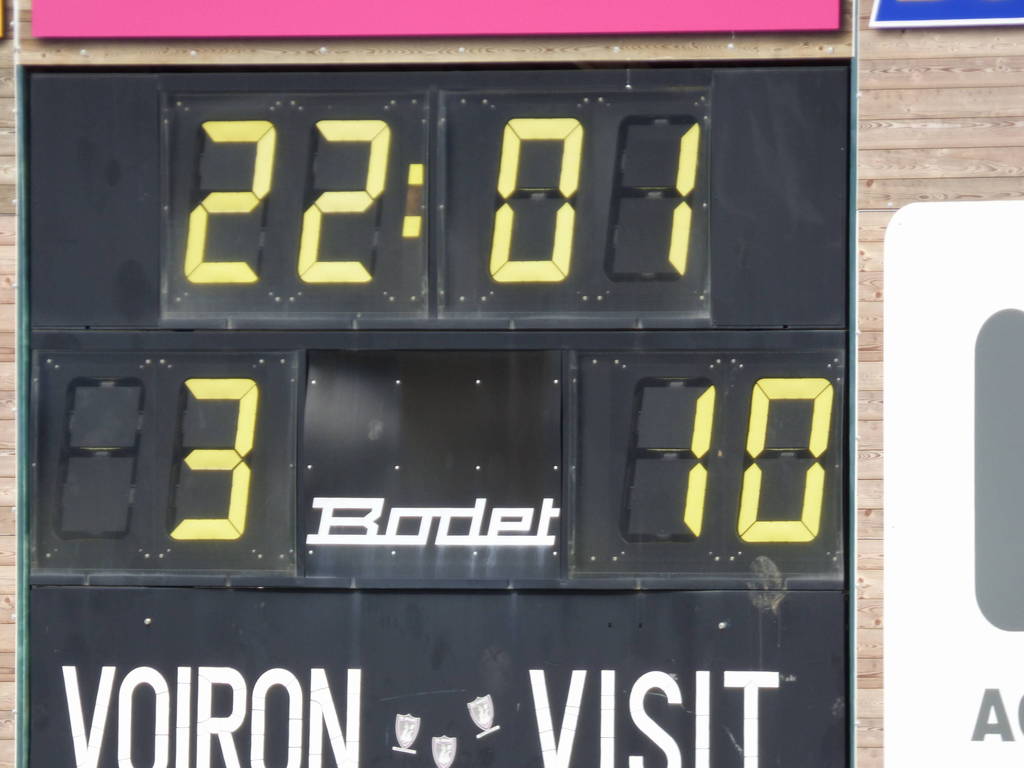 22:01
3 Bodet 10
VOIRON VISIT